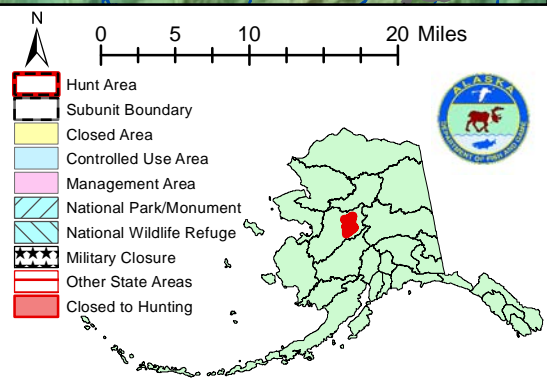 N
0 5 10 20 Miles
Hunt Area
Subunit Boundary
Closed Area
Controlled Use Area
Management Area
National Park/Monument
National Wildlife Refuge
Military Closure
Other State Areas
Closed to Hunting
ALASKA
DEPARTMENT OF FISH AND GAME